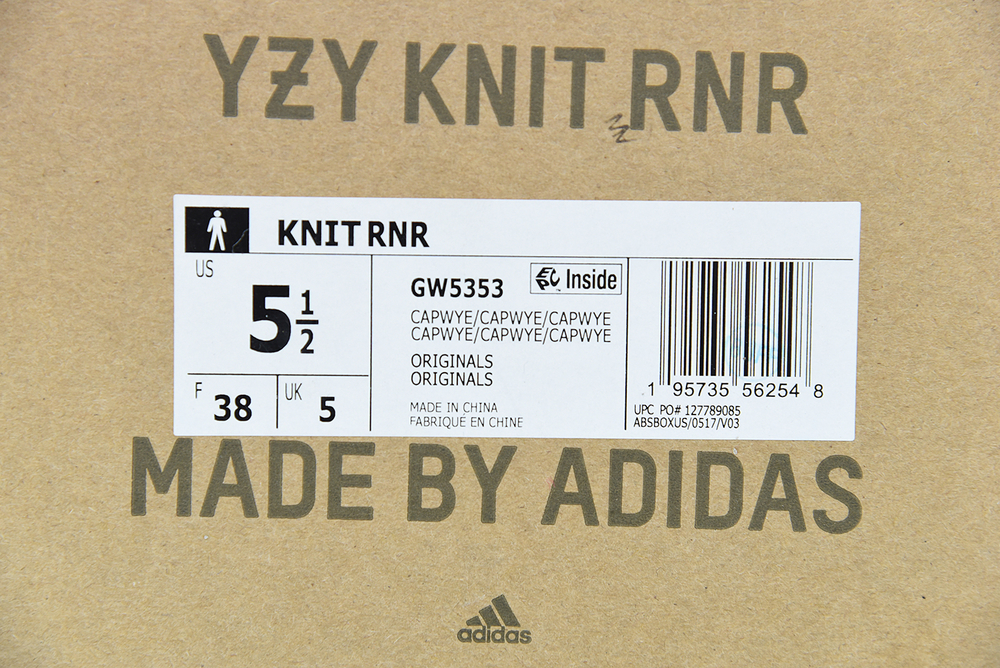 YZY KNIT RNR
KNIT RNR
US
5 1/2
F 38
UK 5
GW5353
EPC Inside
CAPWYE/CAPWYE/CAPWYE
CAPWYE/CAPWYE/CAPWYE
ORIGINALS
ORIGINALS
MADE IN CHINA
FABRIQUÉ EN CHINE
1 95735 56254 8
UPC PO# 127789085
ABSBOXUS/0517/V03
MADE BY ADIDAS
adidas